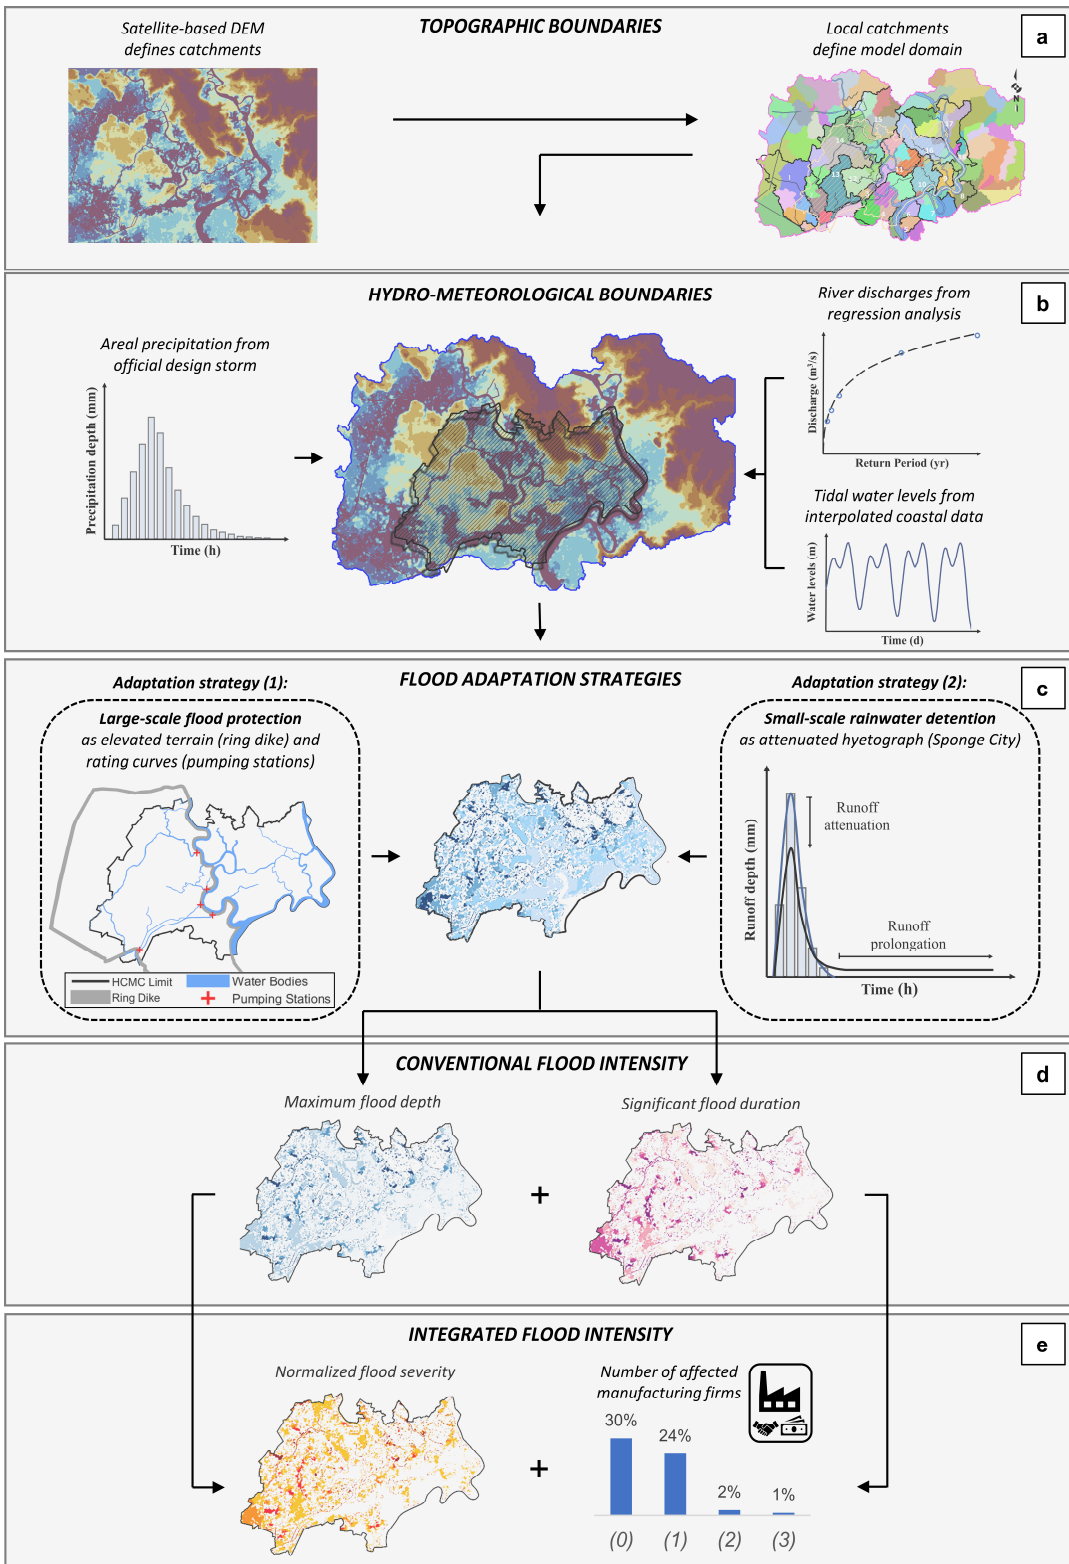 TOPOGRAPHIC BOUNDARIES
a
Satellite-based DEM
defines catchments
Local catchments
define model domain
N
HYDRO-METEOROLOGICAL BOUNDARIES
b
Areal precipitation from
official design storm
Precipitation depth (mm)
Time (h)
River discharges from
regression analysis
Discharge (m³/s)
Return Period (yr)
Tidal water levels from
interpolated coastal data
Water levels (m)
Time (d)
FLOOD ADAPTATION STRATEGIES
c
Adaptation strategy (1):
Large-scale flood protection
as elevated terrain (ring dike) and
rating curves (pumping stations)
HCMC Limit
Water Bodies
Ring Dike
Pumping Stations
Adaptation strategy (2):
Small-scale rainwater detention
as attenuated hyetograph (Sponge City)
Runoff
attenuation
Runoff
prolongation
Runoff depth (mm)
Time (h)
CONVENTIONAL FLOOD INTENSITY
d
Maximum flood depth
Significant flood duration
+
INTEGRATED FLOOD INTENSITY
e
Normalized flood severity
+
Number of affected
manufacturing firms
30%
24%
2%
1%
(0)
(1)
(2)
(3)